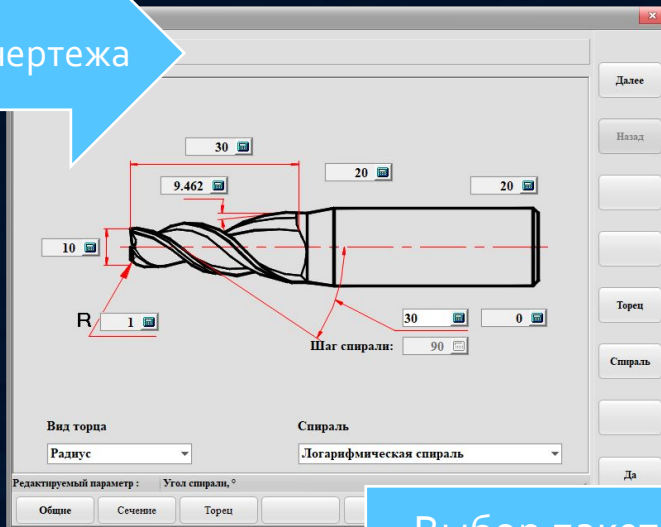 чертежа
Далее
Назад
30
20
20
9.462
10
Торец
R 1
30 0
Шаг спирали: 90
Спираль
Вид торца Спираль
Радиус Логарифмическая спираль
Да
Редактируемый параметр : Угол спирали, °
Общие Сечение Торец
Выбор